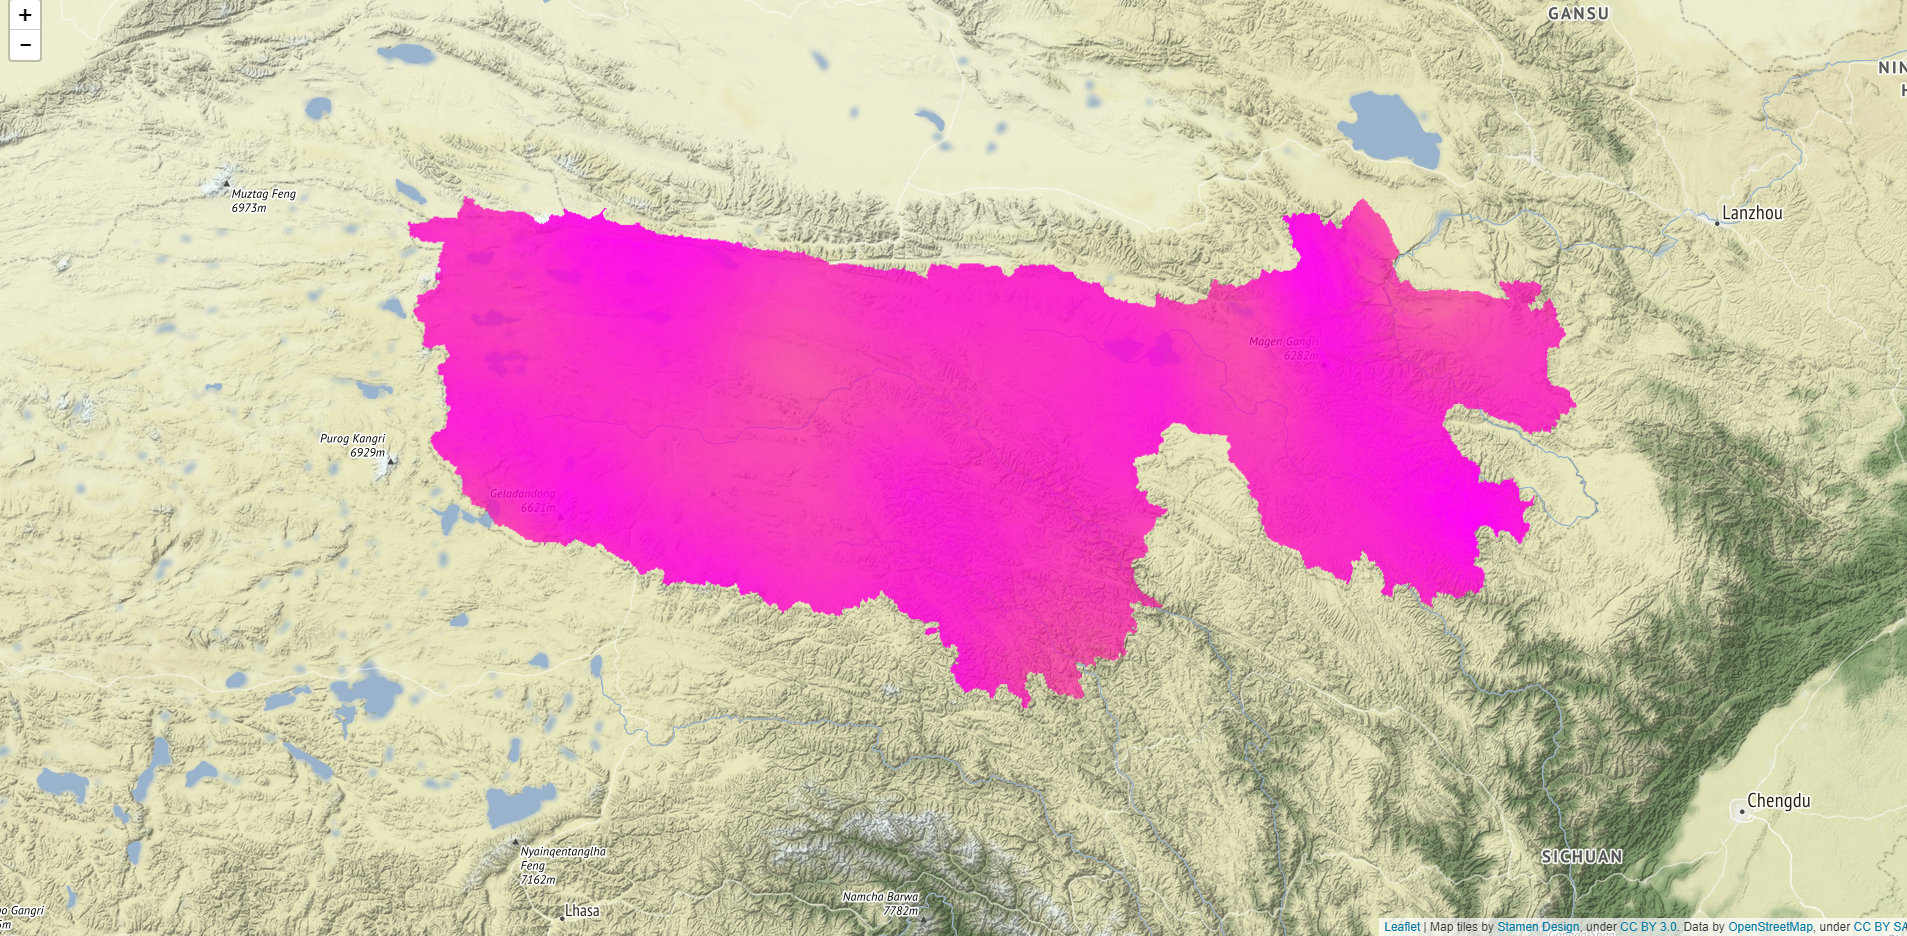 +
−
GANSU
NIN
H
Muztag Feng
6973m
Lanzhou
Magen Gangri
6282m
Purog Kangri
6929m
Geladandong
6621m
Chengdu
Nyainqentanglha
Feng
7162m
SICHUAN
Namcha Barwa
7782m
Lhasa
oo Gangri
5m
Leaflet | Map tiles by Stamen Design, under CC BY 3.0. Data by OpenStreetMap, under CC BY SA